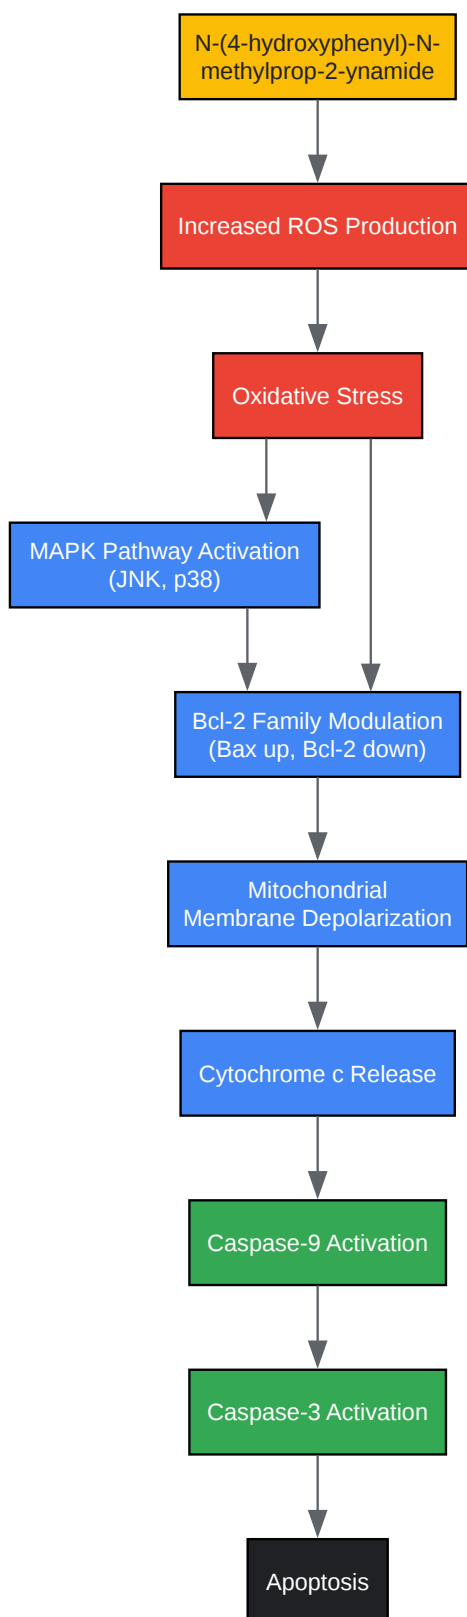 N-(4-hydroxyphenyl)-N-
methylprop-2-ynamide
Increased ROS Production
Oxidative Stress
MAPK Pathway Activation
(JNK, p38)
Bcl-2 Family Modulation
(Bax up, Bcl-2 down)
Mitochondrial
Membrane Depolarization
Cytochrome c Release
Caspase-9 Activation
Caspase-3 Activation
Apoptosis